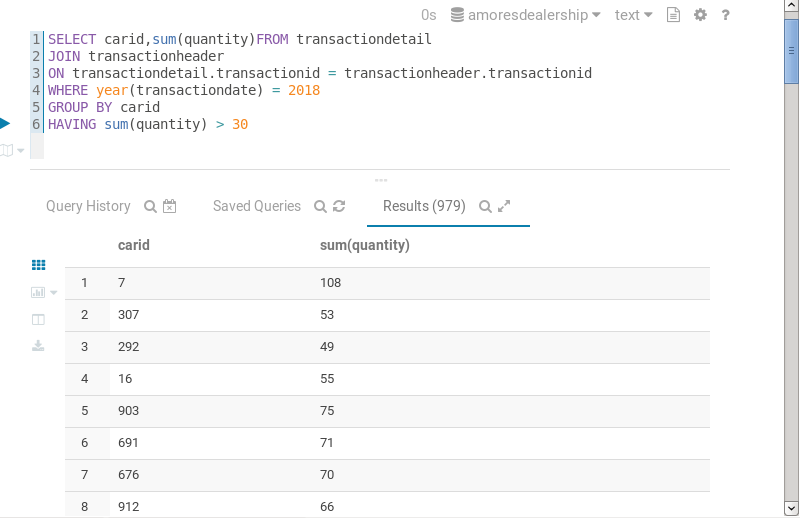 0s amoresdealership text ?
1 SELECT carid,sum(quantity)FROM transactiondetail
2 JOIN transactionheader
3 ON transactiondetail.transactionid = transactionheader.transactionid
4 WHERE year(transactiondate) = 2018
5 GROUP BY carid
6 HAVING sum(quantity) > 30
Query History Saved Queries Results (979)
carid sum(quantity)
1 7 108
2 307 53
3 292 49
4 16 55
5 903 75
6 691 71
7 676 70
8 912 66